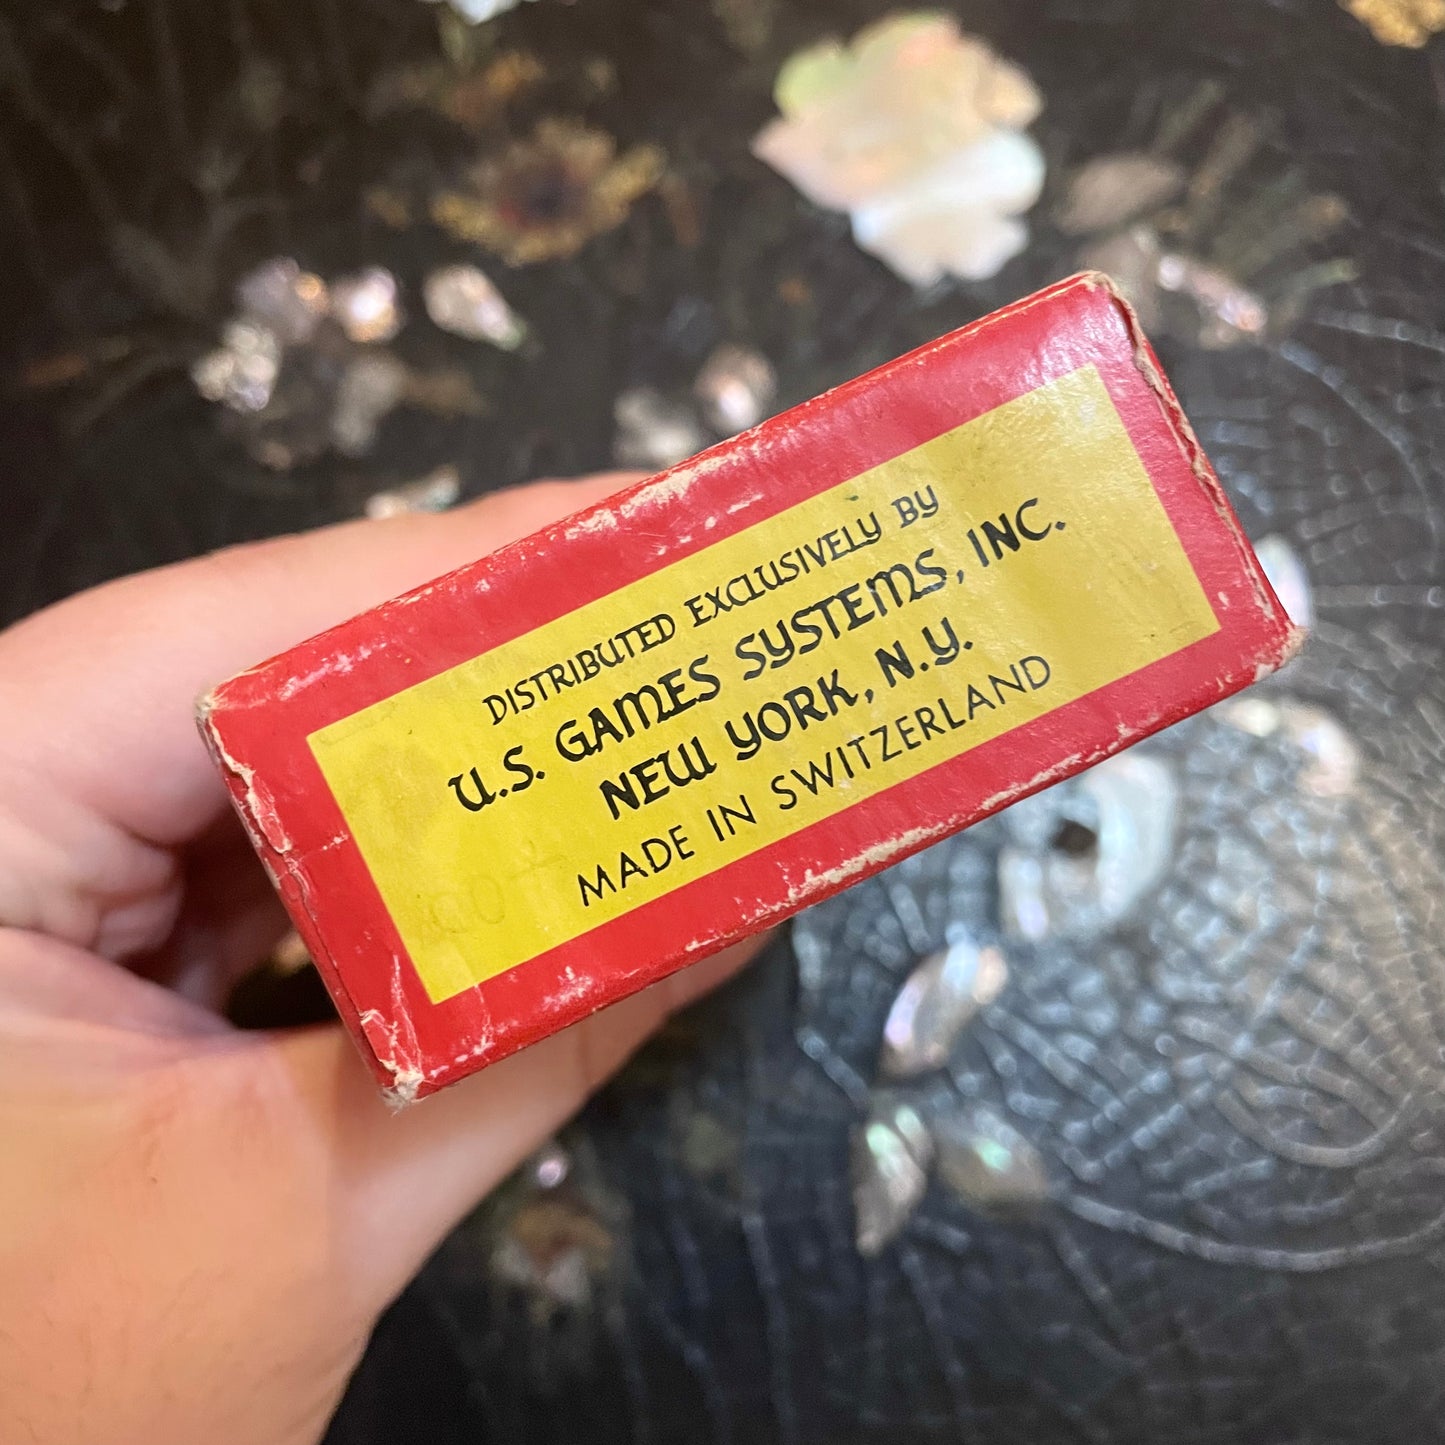 DISTRIBUTED EXCLUSIVELY BY
U.S. GAMES SYSTEMS, INC.
NEW YORK, N.Y.
MADE IN SWITZERLAND